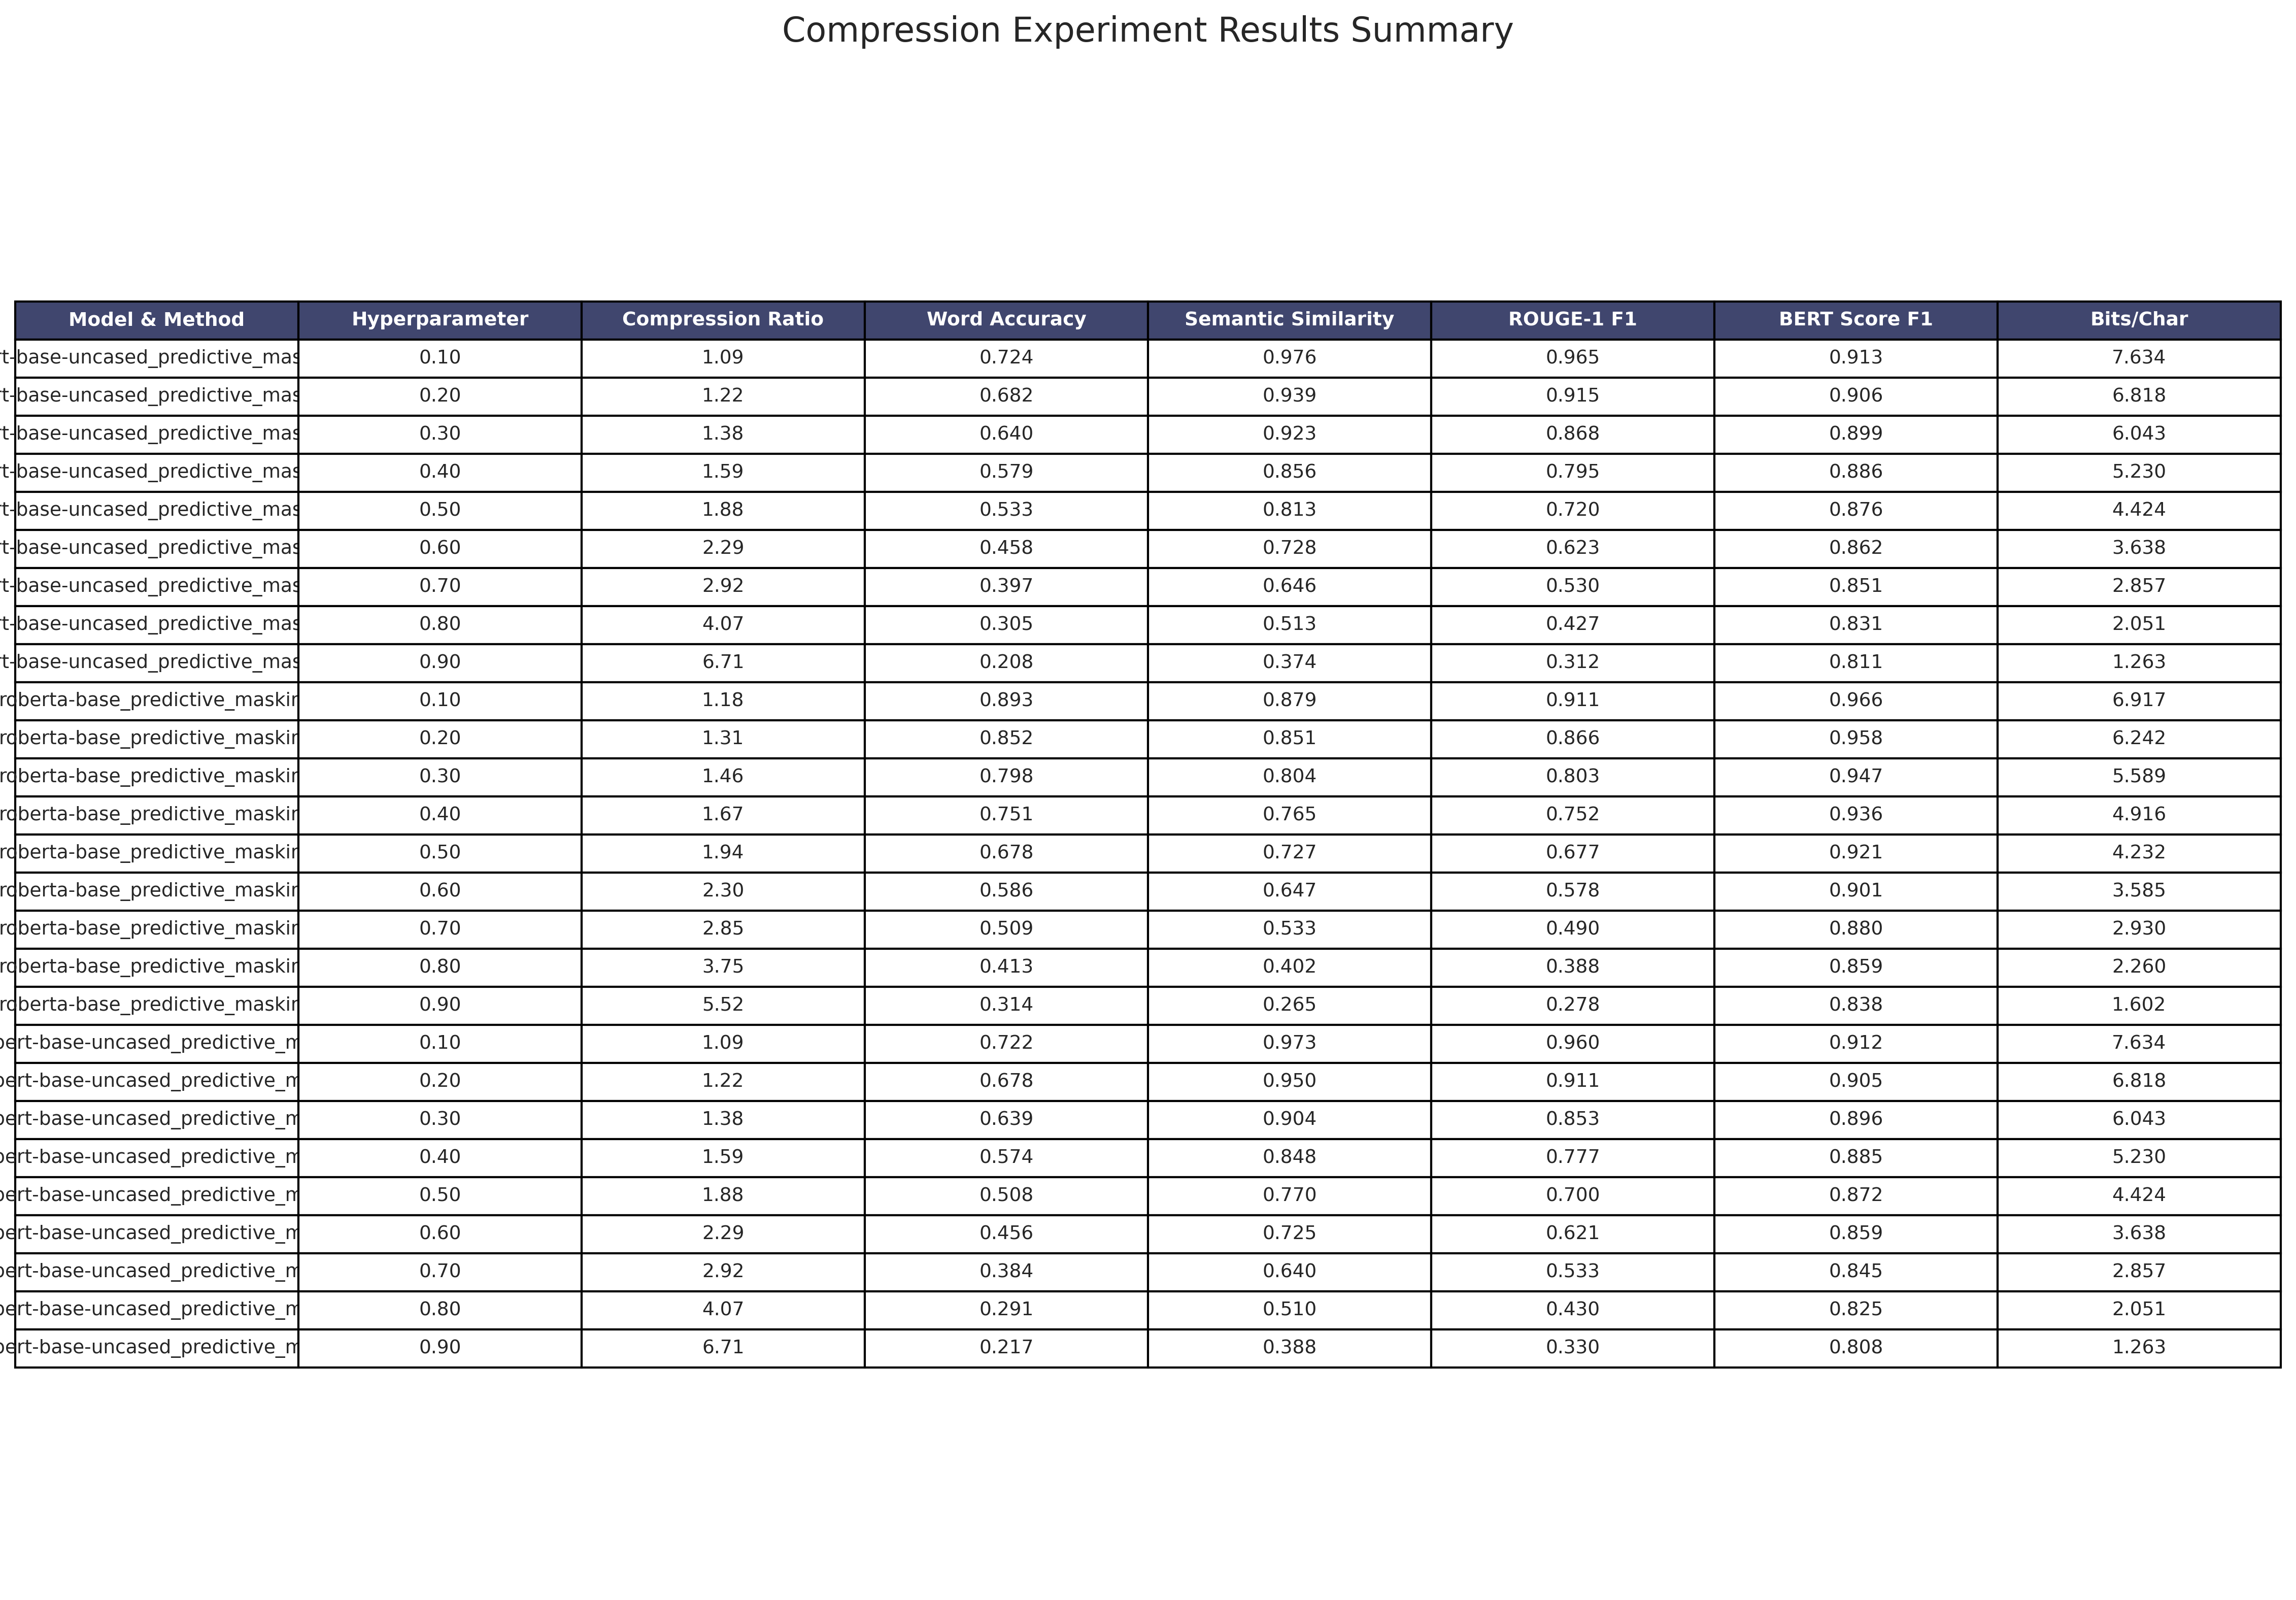 Compression Experiment Results Summary
Model & Method Hyperparameter Compression Ratio Word Accuracy Semantic Similarity ROUGE-1 F1 BERT Score F1 Bits/Char
rt-base-uncased_predictive_mas 0.10 1.09 0.724 0.976 0.965 0.913 7.634
rt-base-uncased_predictive_mas 0.20 1.22 0.682 0.939 0.915 0.906 6.818
rt-base-uncased_predictive_mas 0.30 1.38 0.640 0.923 0.868 0.899 6.043
rt-base-uncased_predictive_mas 0.40 1.59 0.579 0.856 0.795 0.886 5.230
rt-base-uncased_predictive_mas 0.50 1.88 0.533 0.813 0.720 0.876 4.424
rt-base-uncased_predictive_mas 0.60 2.29 0.458 0.728 0.623 0.862 3.638
rt-base-uncased_predictive_mas 0.70 2.92 0.397 0.646 0.530 0.851 2.857
rt-base-uncased_predictive_mas 0.80 4.07 0.305 0.513 0.427 0.831 2.051
rt-base-uncased_predictive_mas 0.90 6.71 0.208 0.374 0.312 0.811 1.263
roberta-base_predictive_maskin 0.10 1.18 0.893 0.879 0.911 0.966 6.917
roberta-base_predictive_maskin 0.20 1.31 0.852 0.851 0.866 0.958 6.242
roberta-base_predictive_maskin 0.30 1.46 0.798 0.804 0.803 0.947 5.589
roberta-base_predictive_maskin 0.40 1.67 0.751 0.765 0.752 0.936 4.916
roberta-base_predictive_maskin 0.50 1.94 0.678 0.727 0.677 0.921 4.232
roberta-base_predictive_maskin 0.60 2.30 0.586 0.647 0.578 0.901 3.585
roberta-base_predictive_maskin 0.70 2.85 0.509 0.533 0.490 0.880 2.930
roberta-base_predictive_maskin 0.80 3.75 0.413 0.402 0.388 0.859 2.260
roberta-base_predictive_maskin 0.90 5.52 0.314 0.265 0.278 0.838 1.602
bert-base-uncased_predictive_m 0.10 1.09 0.722 0.973 0.960 0.912 7.634
bert-base-uncased_predictive_m 0.20 1.22 0.678 0.950 0.911 0.905 6.818
bert-base-uncased_predictive_m 0.30 1.38 0.639 0.904 0.853 0.896 6.043
bert-base-uncased_predictive_m 0.40 1.59 0.574 0.848 0.777 0.885 5.230
bert-base-uncased_predictive_m 0.50 1.88 0.508 0.770 0.700 0.872 4.424
bert-base-uncased_predictive_m 0.60 2.29 0.456 0.725 0.621 0.859 3.638
bert-base-uncased_predictive_m 0.70 2.92 0.384 0.640 0.533 0.845 2.857
bert-base-uncased_predictive_m 0.80 4.07 0.291 0.510 0.430 0.825 2.051
bert-base-uncased_predictive_m 0.90 6.71 0.217 0.388 0.330 0.808 1.263